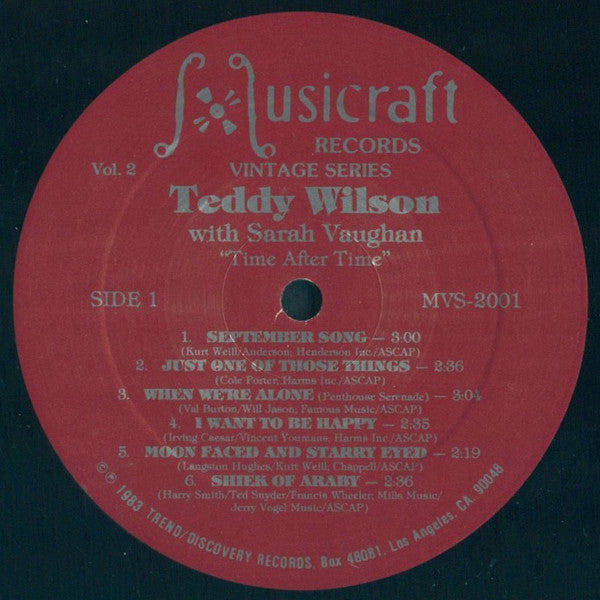 Musicraft
RECORDS
Vol. 2
VINTAGE SERIES
Teddy Wilson
with Sarah Vaughan
"Time After Time"
SIDE 1
MVS-2001
1. SEPTEMBER SONG — 3:00
(Kurt Weill/Anderson; Henderson Inc./ASCAP)
2. JUST ONE OF THOSE THINGS — 2:36
(Cole Porter; Harms Inc./ASCAP)
3. WHEN WE'RE ALONE (Penthouse Serenade) — 3:04
(Val Burton/Will Jason; Famous Music/ASCAP)
4. I WANT TO BE HAPPY — 2:35
(Irving Caesar/Vincent Youmans; Harms Inc/ASCAP)
5. MOON FACED AND STARRY EYED — 2:19
(Langston Hughes/Kurt Weill; Chappell/ASCAP)
6. SHIEK OF ARABY — 2:36
(Harry Smith/Ted Snyder/Francis Wheeler; Mills Music/
Jerry Vogel Music/ASCAP)
©℗ 1983 TREND/DISCOVERY RECORDS, Box 48081, Los Angeles, CA. 90048